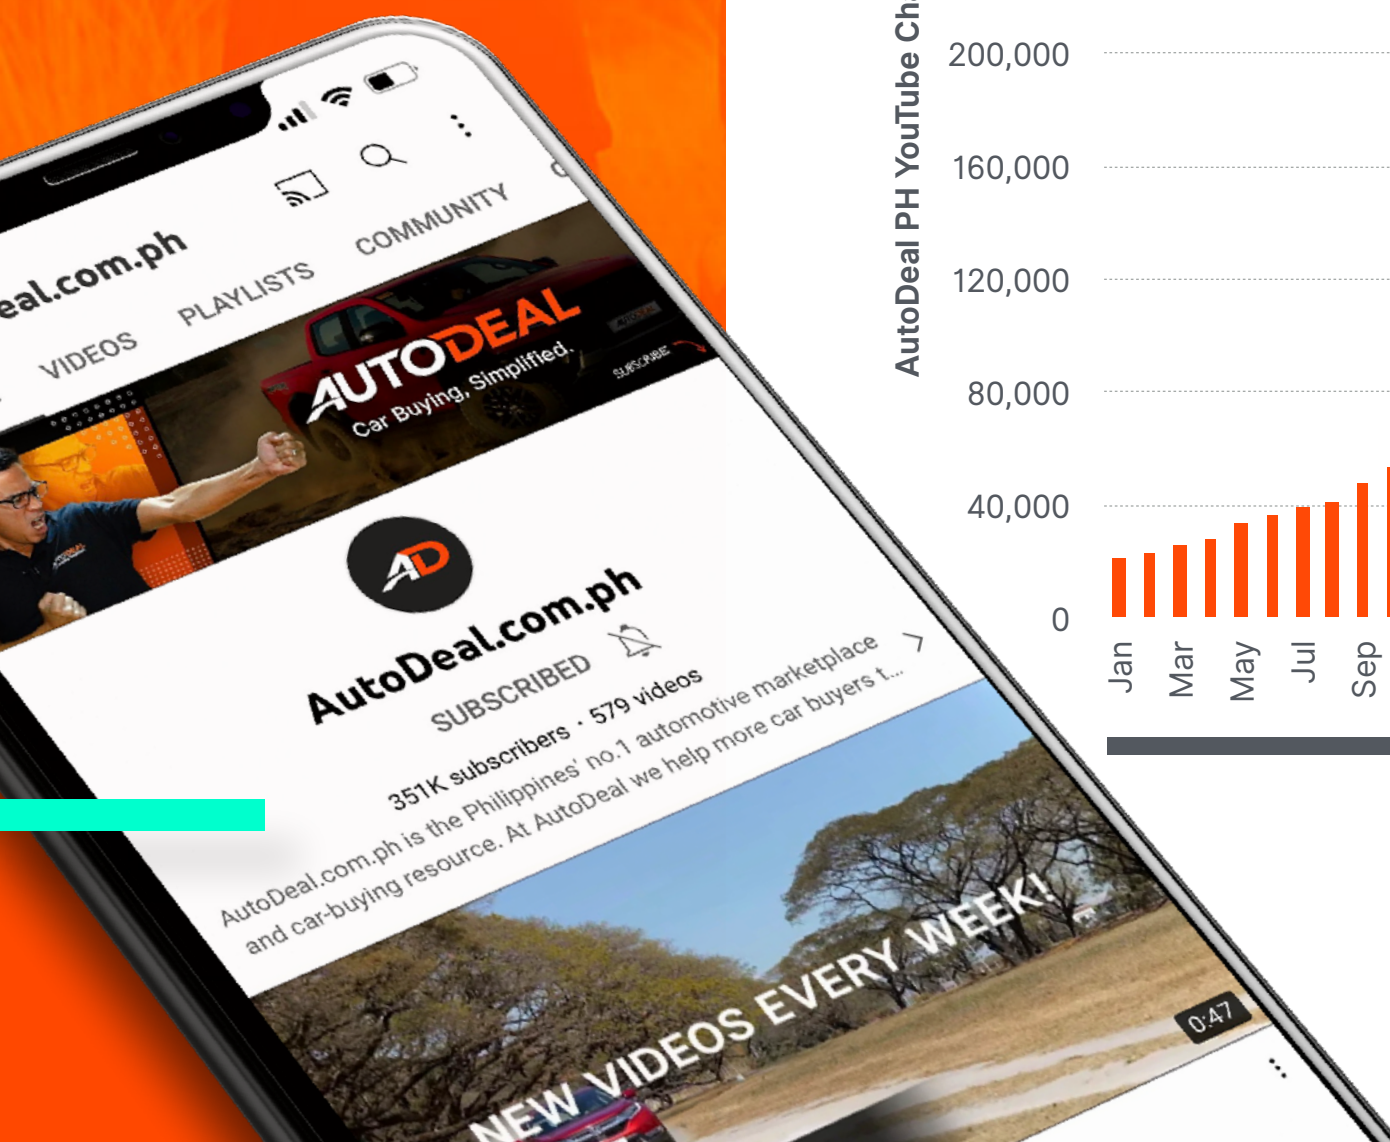 eal.com.ph
VIDEOS
PLAYLISTS
COMMUNITY
AUTODEAL
Car Buying, Simplified.
SUBSCRIBE
AD
AutoDeal.com.ph
SUBSCRIBED
351K subscribers · 579 videos
AutoDeal.com.ph is the Philippines' no.1 automotive marketplace
and car-buying resource. At AutoDeal we help more car buyers t...
NEW VIDEOS EVERY WEEK!
0:47
AutoDeal PH YouTube Ch
200,000
160,000
120,000
80,000
40,000
0
Jan
Mar
May
Jul
Sep